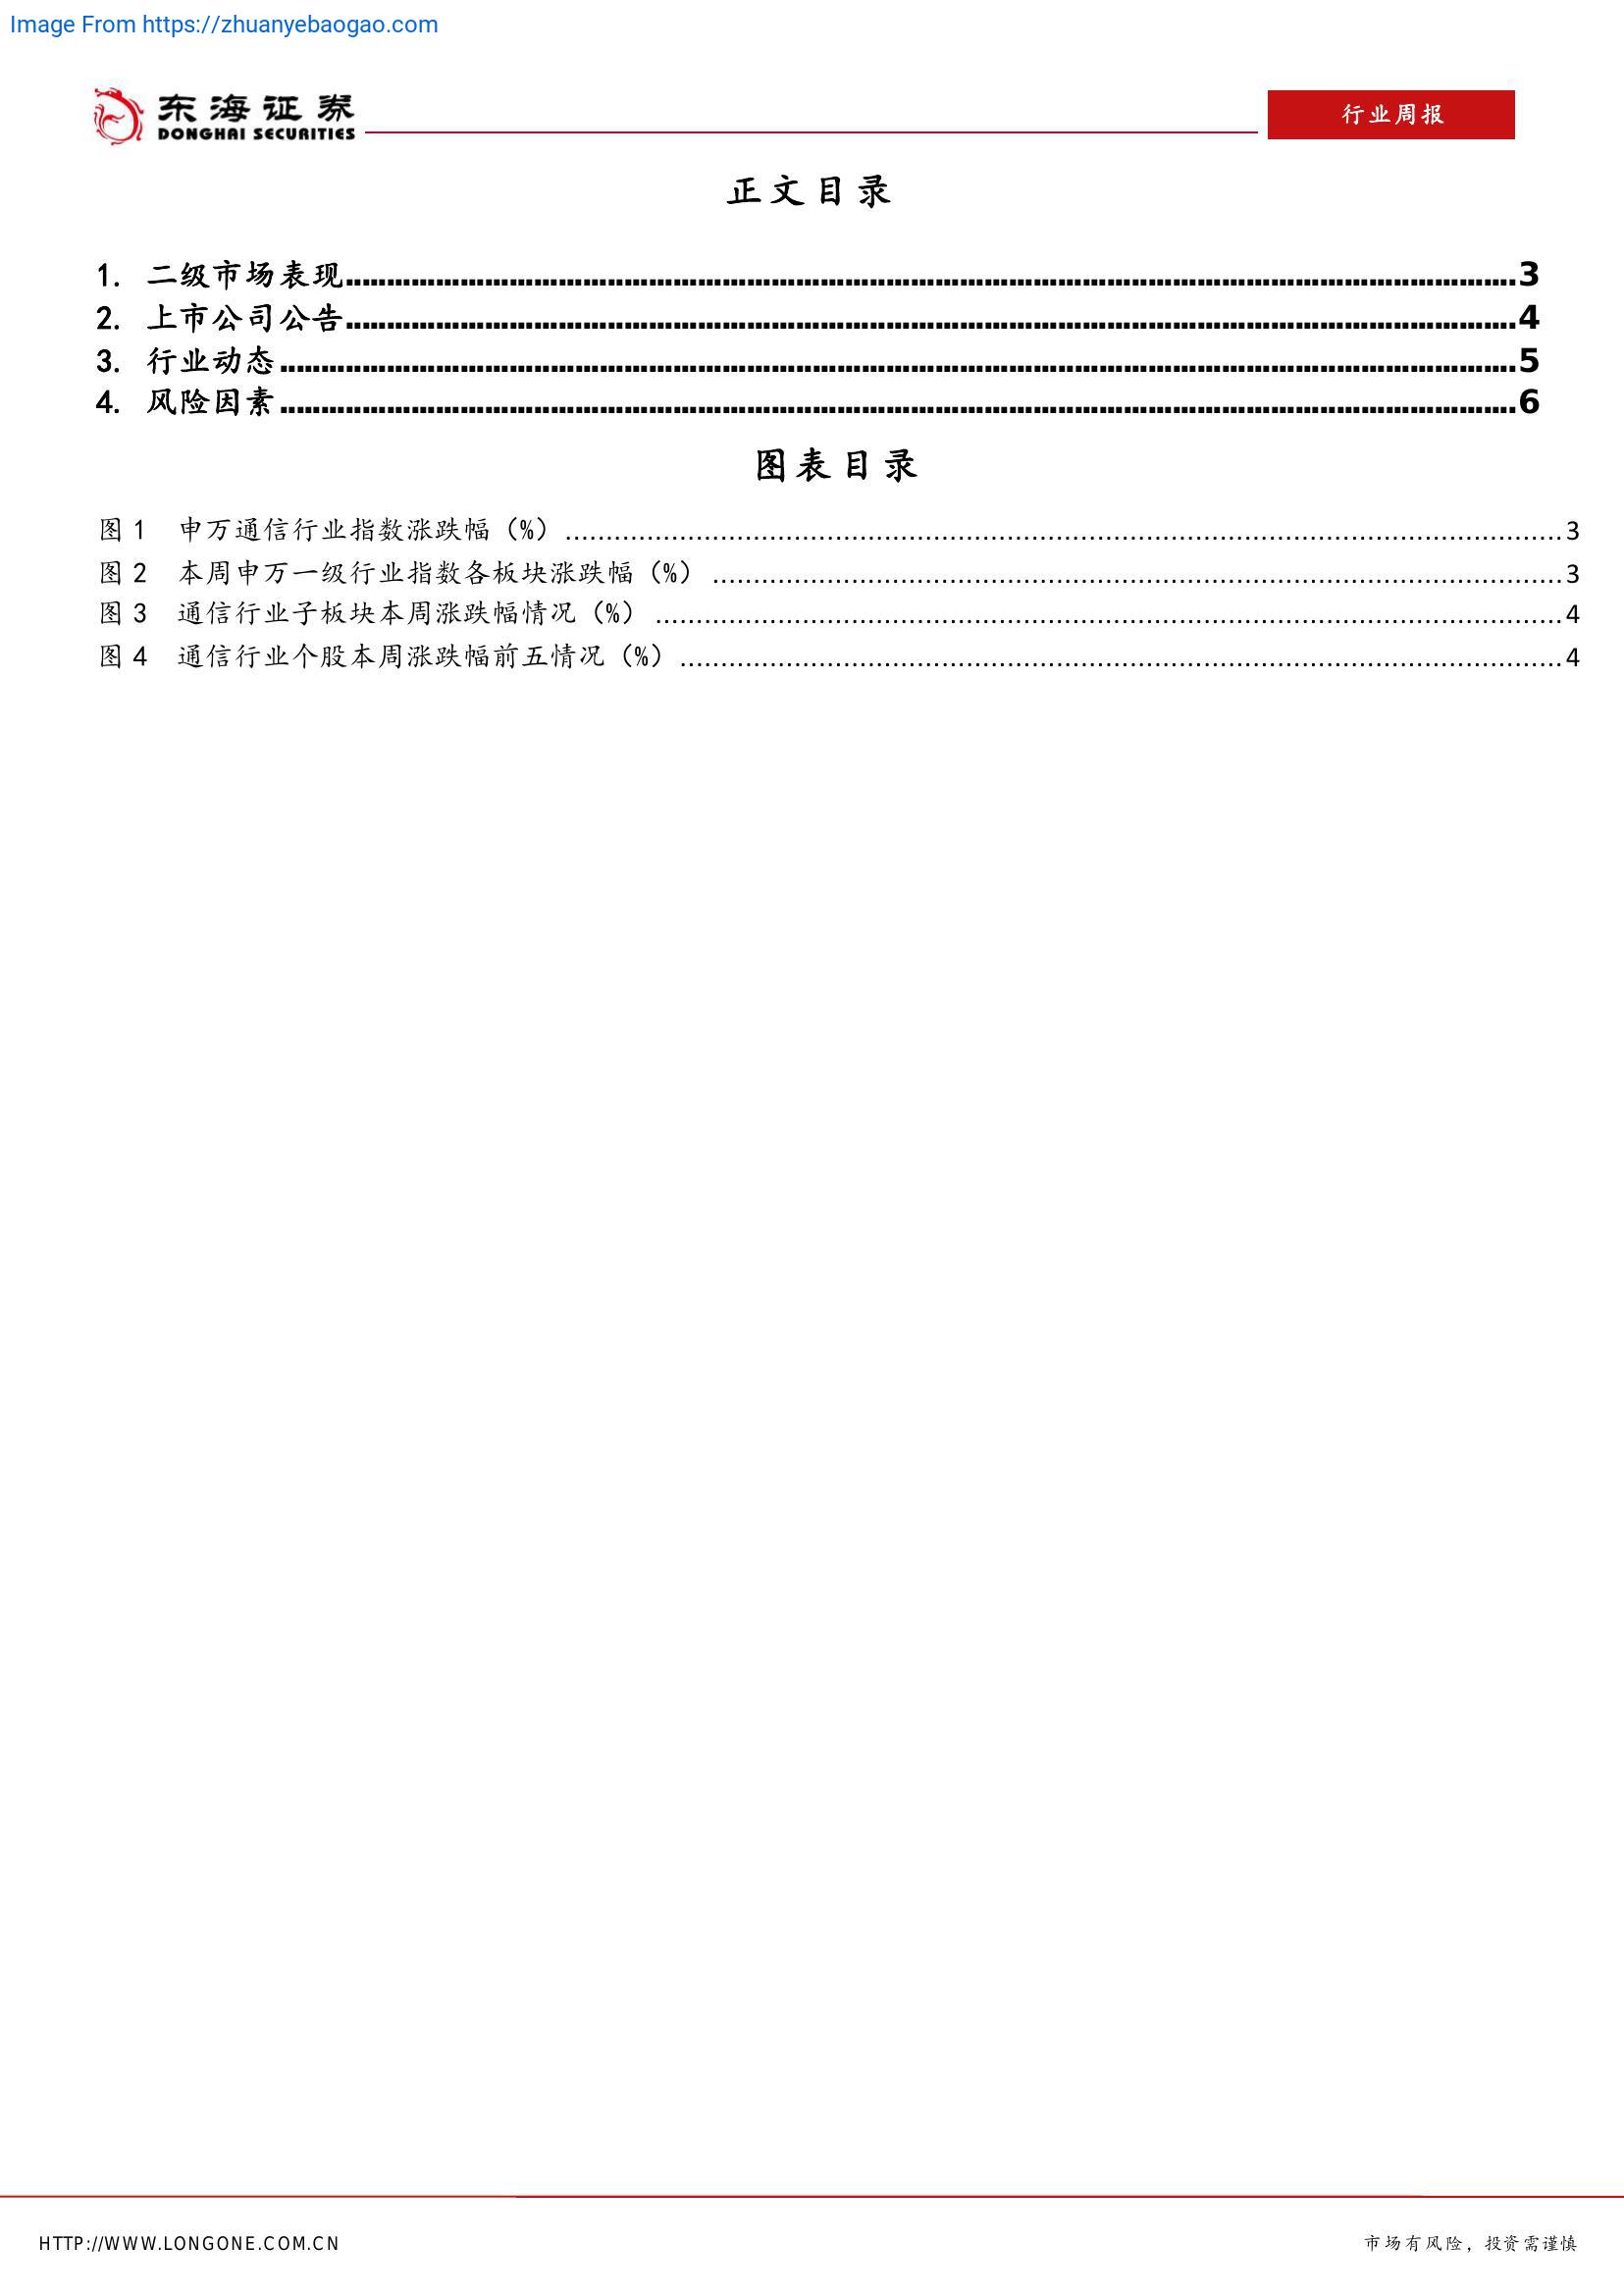 Image From https://zhuanyebaogao.com
东海证券
DONGHAI SECURITIES
行业周报
正文目录
1. 二级市场表现........................................3
2. 上市公司公告........................................4
3. 行业动态........................................5
4. 风险因素........................................6
图表目录
图 1 申万通信行业指数涨跌幅（%）........................................3
图 2 本周申万一级行业指数各板块涨跌幅（%）........................................3
图 3 通信行业子板块本周涨跌幅情况（%）........................................4
图 4 通信行业个股本周涨跌幅前五情况（%）........................................4
HTTP://WWW.LONGONE.COM.CN
市场有风险，投资需谨慎